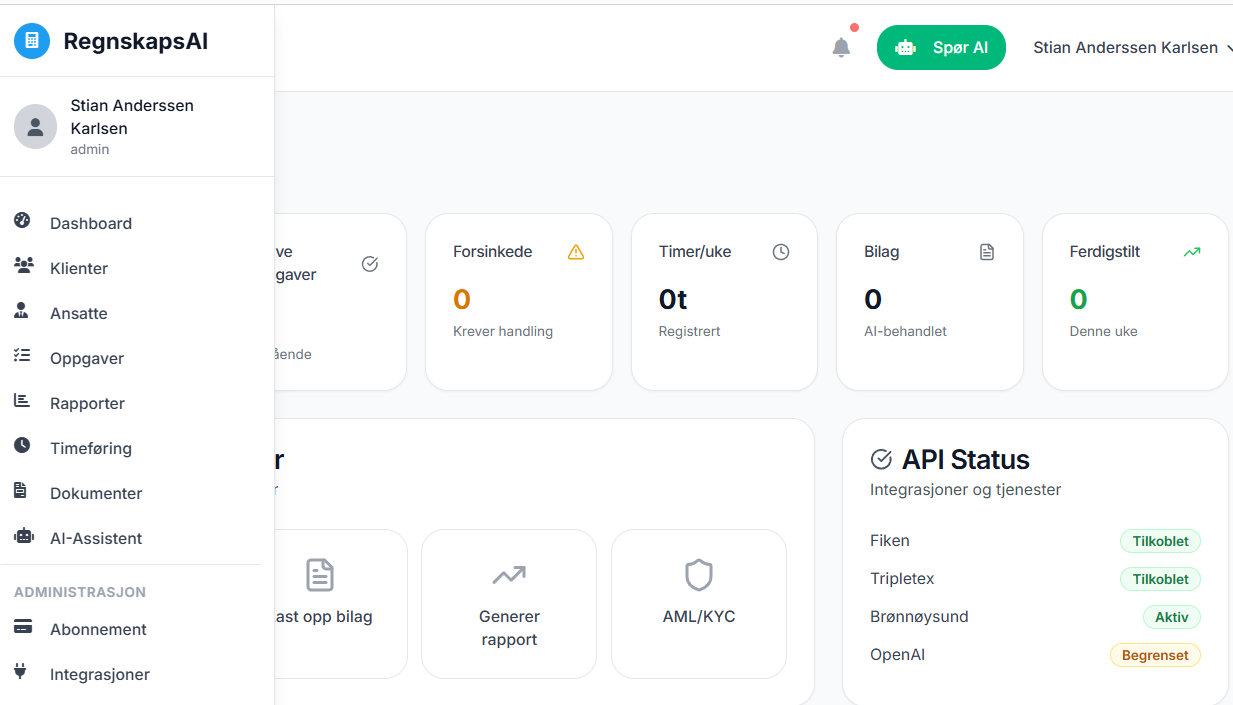 RegnskapsAI
Spør AI
Stian Anderssen Karlsen
Stian Anderssen
Karlsen
admin
Dashboard
Klienter
Ansatte
Oppgaver
Rapporter
Timeføring
Dokumenter
AI-Assistent
ADMINISTRASJON
Abonnement
Integrasjoner
ve
gaver
ående
Forsinkede
0
Krever handling
Timer/uke
0t
Registrert
Bilag
0
AI-behandlet
Ferdigstilt
0
Denne uke
r
r
ast opp bilag
Generer
rapport
AML/KYC
API Status
Integrasjoner og tjenester
Fiken Tilkoblet
Tripletex Tilkoblet
Brønnøysund Aktiv
OpenAI Begrenset